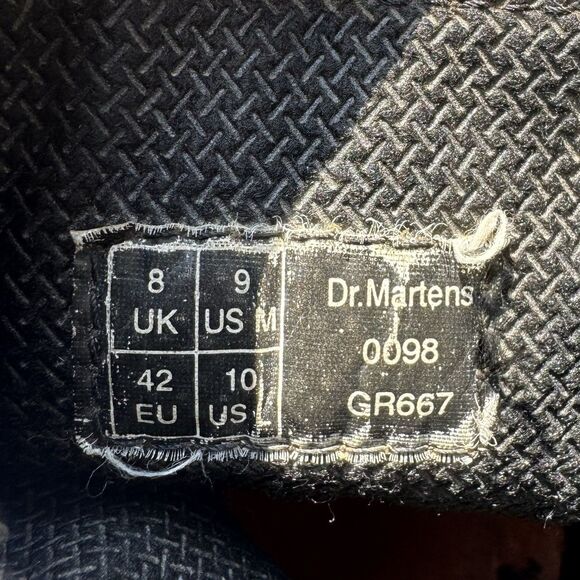 8 UK
9 US M
42 EU
10 US L
Dr.Martens
0098
GR667